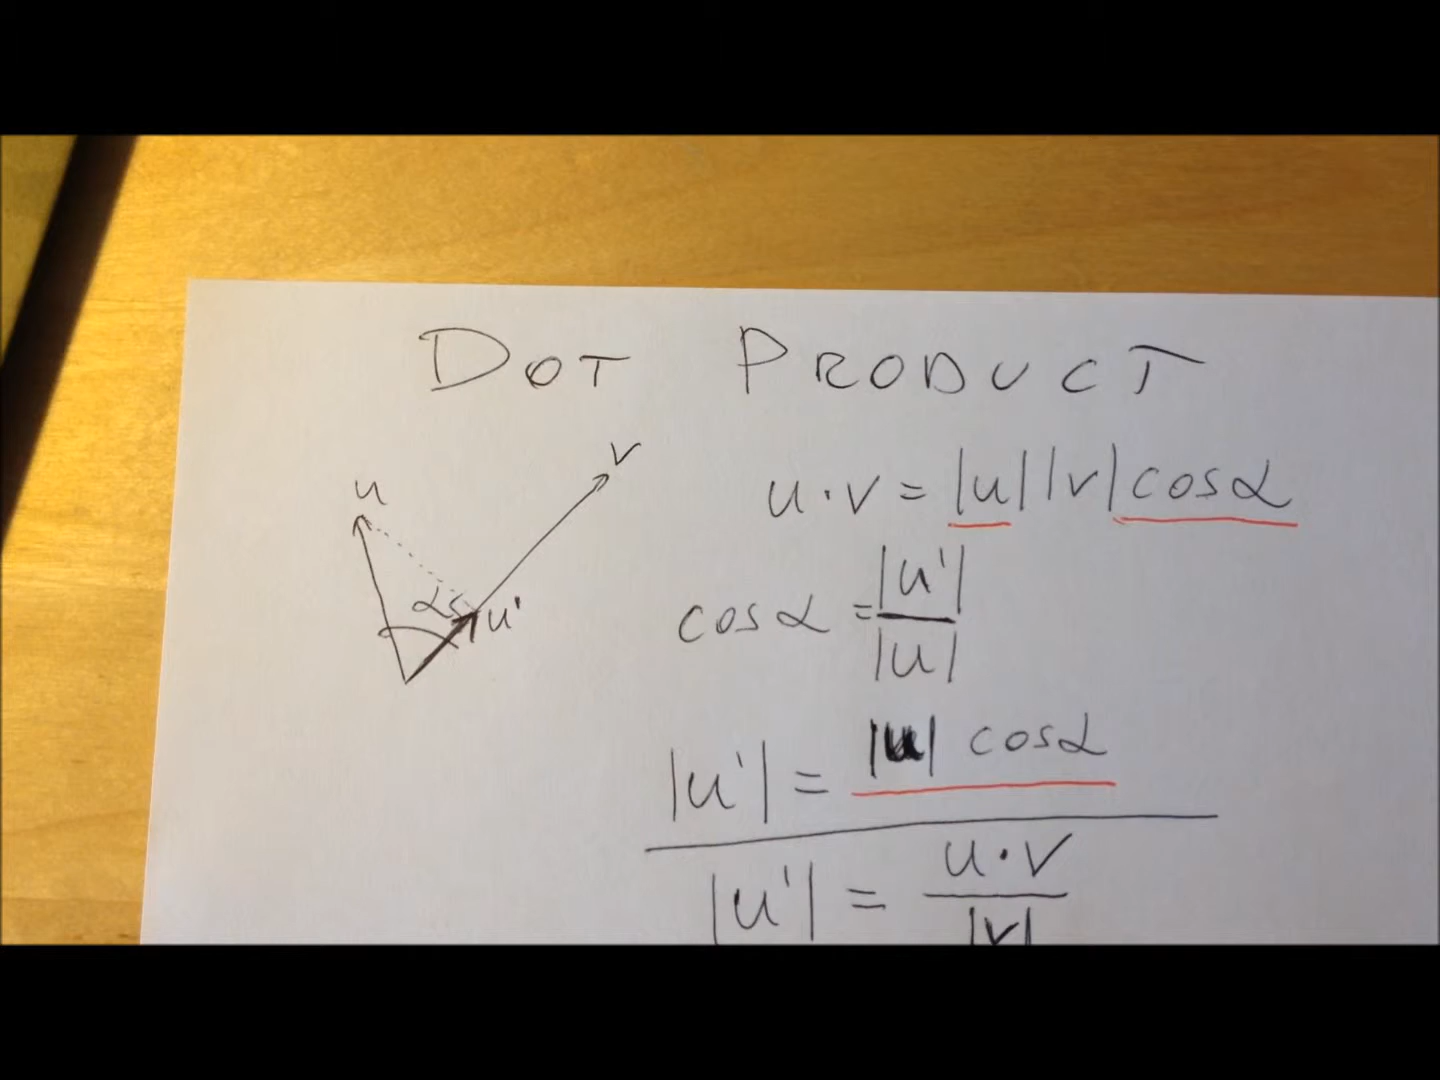 DOT PRODUCT
v
u
α
u'
u·v = |u||v| cosα
cosα = |u'|
|u|
|u'| = |u| cosα
|u'| = u·v
|v|